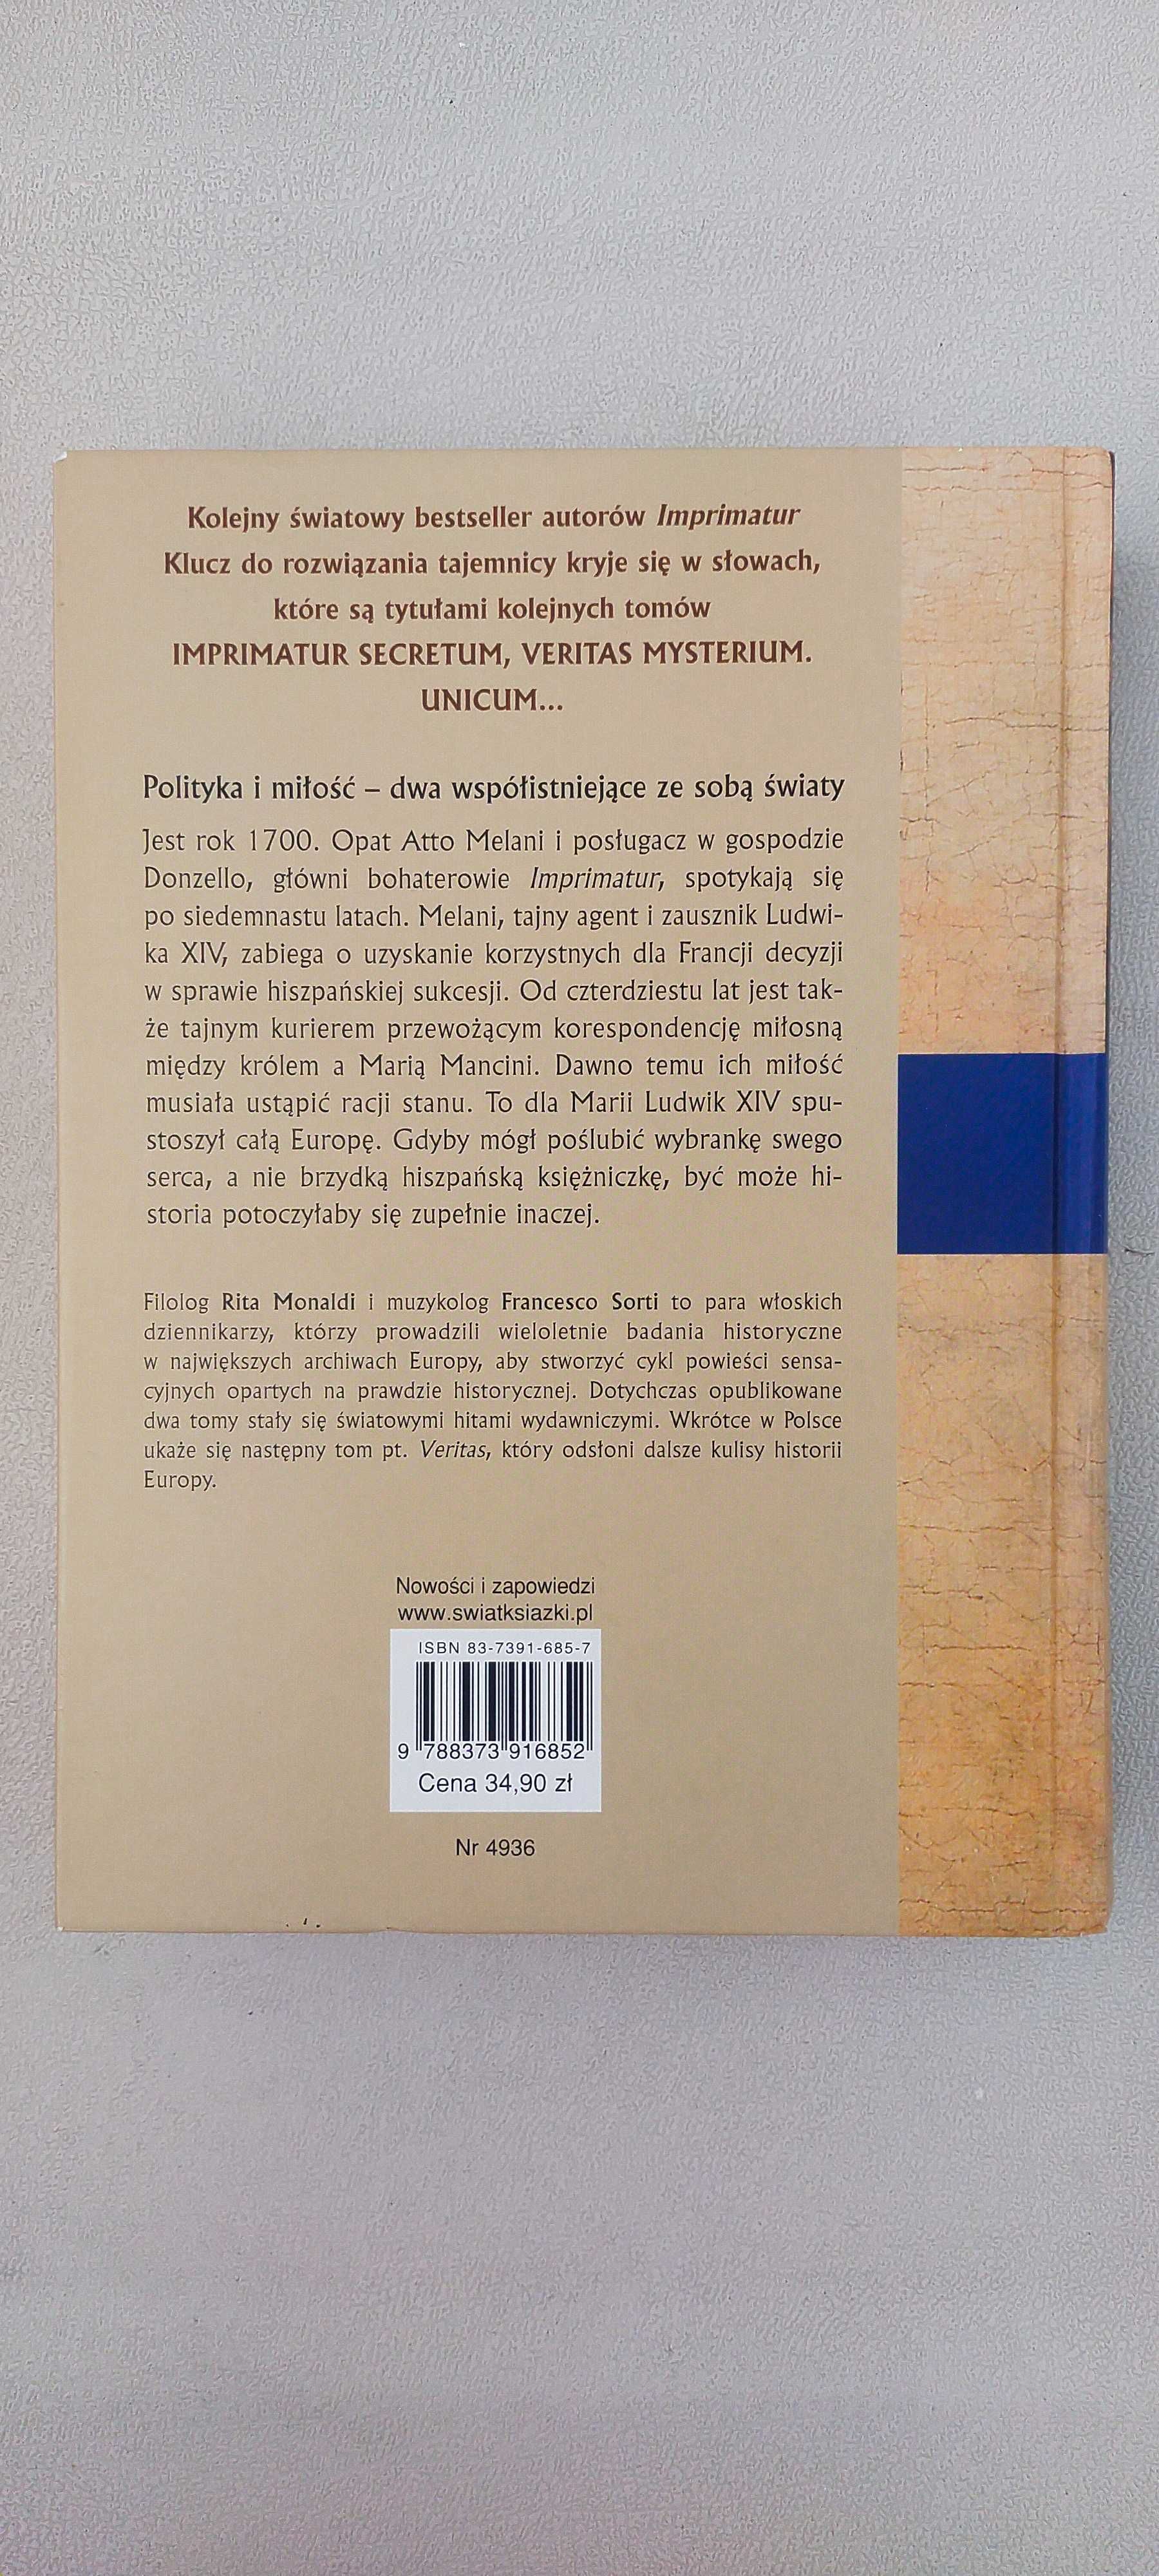 Kolejny światowy bestseller autorów Imprimatur
Klucz do rozwiązania tajemnicy kryje się w słowach,
które są tytułami kolejnych tomów
IMPRIMATUR SECRETUM, VERITAS MYSTERIUM.
UNICUM...
Polityka i miłość – dwa współistniejące ze sobą światy
Jest rok 1700. Opat Atto Melani i posługacz w gospodzie
Donzello, główni bohaterowie Imprimatur, spotykają się
po siedemnastu latach. Melani, tajny agent i zausznik Ludwi-
ka XIV, zabiega o uzyskanie korzystnych dla Francji decyzji
w sprawie hiszpańskiej sukcesji. Od czterdziestu lat jest tak-
że tajnym kurierem przewożącym korespondencję miłosną
między królem a Marią Mancini. Dawno temu ich miłość
musiała ustąpić racji stanu. To dla Marii Ludwik XIV spu-
stoszył całą Europę. Gdyby mógł poślubić wybrankę swego
serca, a nie brzydką hiszpańską księżniczkę, być może hi-
storia potoczyłaby się zupełnie inaczej.
Filolog Rita Monaldi i muzykolog Francesco Sorti to para włoskich
dziennikarzy, którzy prowadzili wieloletnie badania historyczne
w największych archiwach Europy, aby stworzyć cykl powieści sensa-
cyjnych opartych na prawdzie historycznej. Dotychczas opublikowane
dwa tomy stały się światowymi hitami wydawniczymi. Wkrótce w Polsce
ukaże się następny tom pt. Veritas, który odsłoni dalsze kulisy historii
Europy.
Nowości i zapowiedzi
www.swiatksiazki.pl
ISBN 83-7391-685-7
9 788373 916852
Cena 34,90 zł
Nr 4936